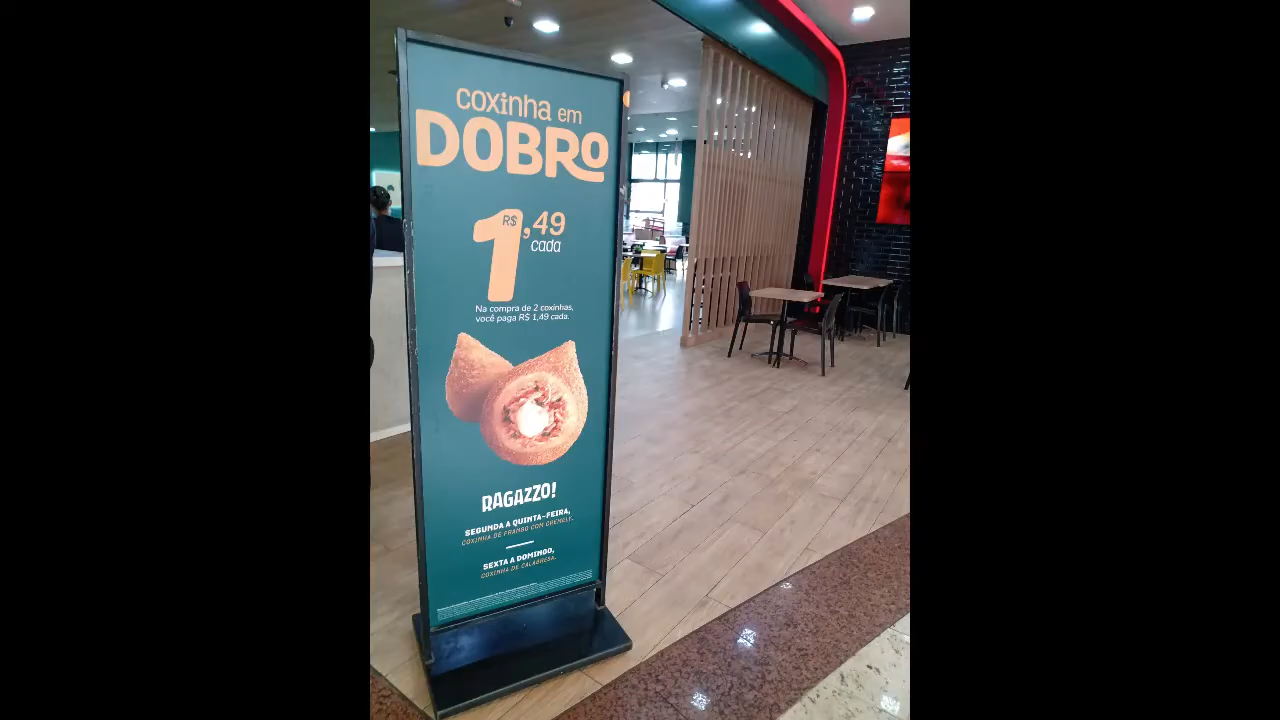 coxinha em
DOBRO
1 R$ ,49
cada
Na compra de 2 coxinhas,
você paga R$ 1,49 cada.
RAGAZZO!
SEGUNDA A QUINTA-FEIRA,
COXINHA DE FRANGO COM CREMELY.
SEXTA A DOMINGO,
COXINHA DE CALABRESA.